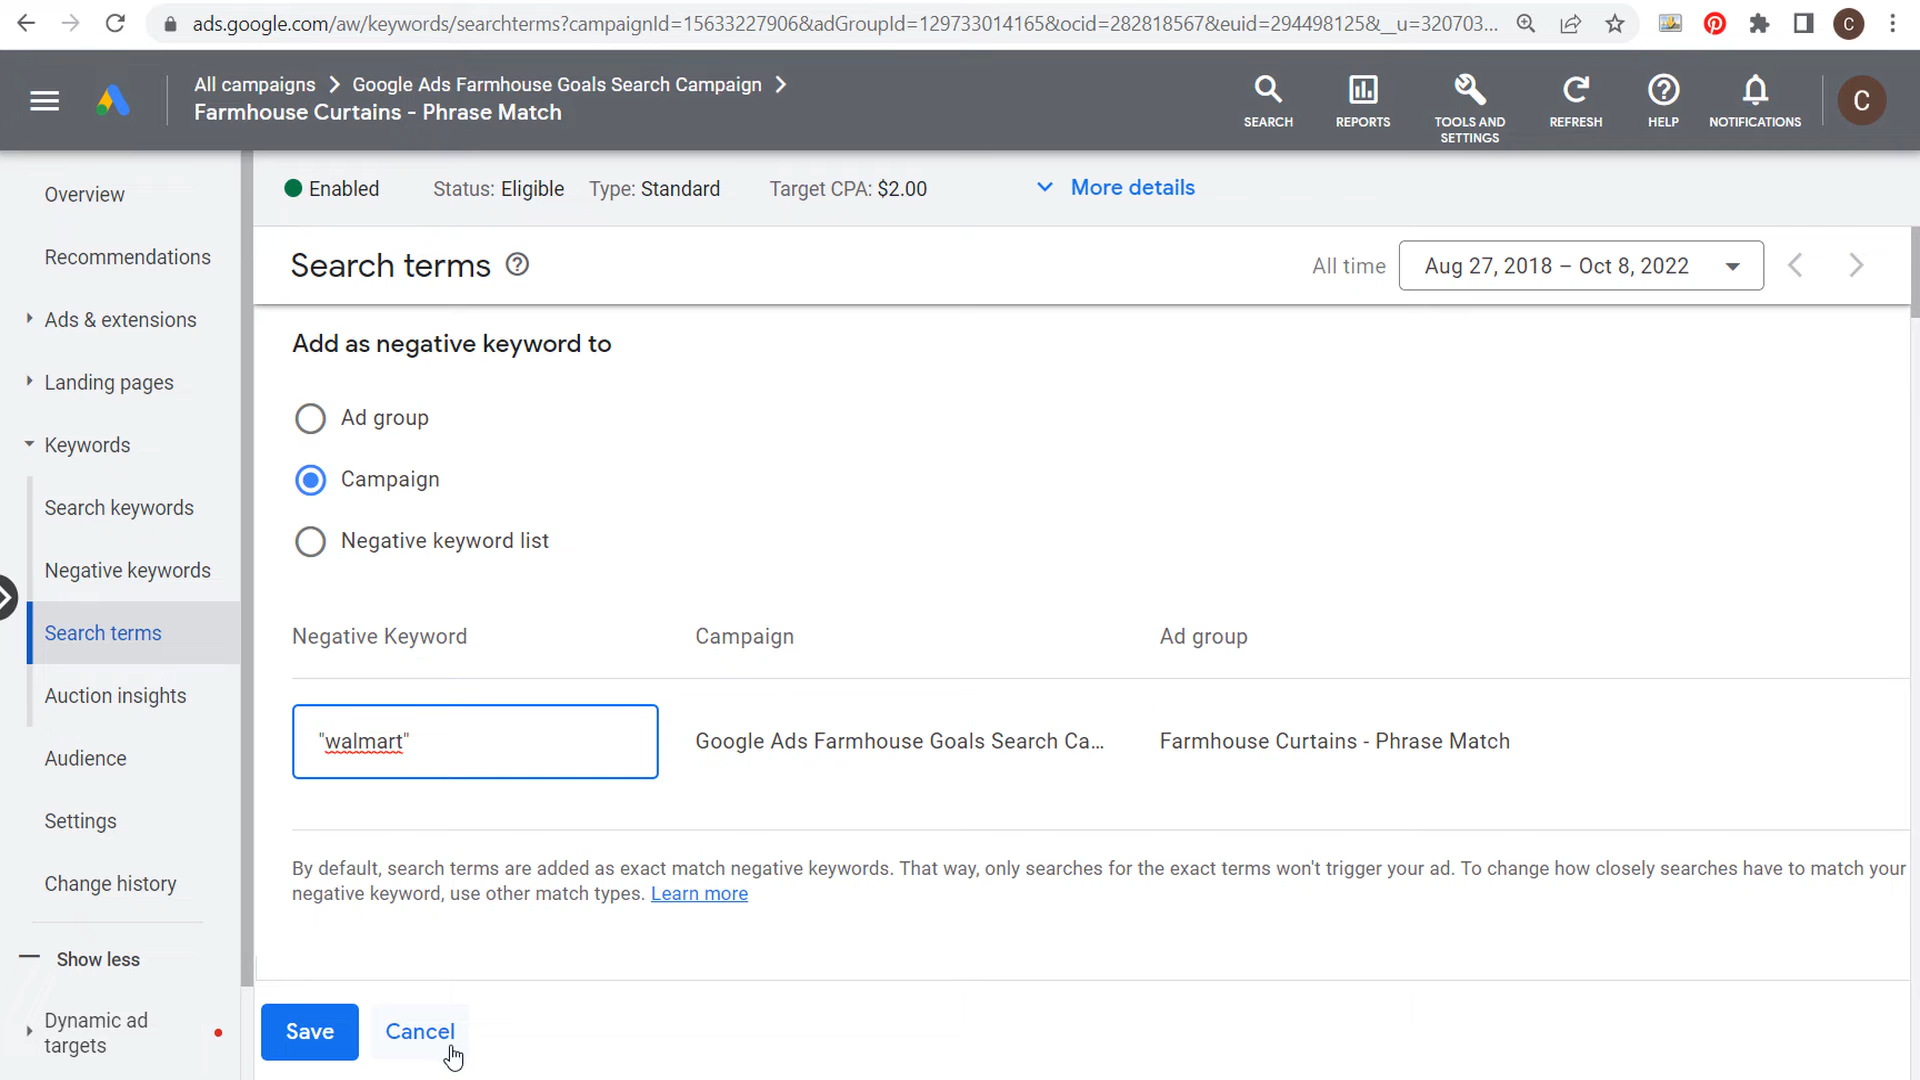 ads.google.com/aw/keywords/searchterms?campaignId=15633227906&adGroupId=129733014165&ocid=282818567&euid=294498125&__u=320703...
C
All campaigns > Google Ads Farmhouse Goals Search Campaign >
Farmhouse Curtains - Phrase Match
SEARCH
REPORTS
TOOLS AND
SETTINGS
REFRESH
HELP
NOTIFICATIONS
C
Overview
Recommendations
Ads & extensions
Landing pages
Keywords
Search keywords
Negative keywords
Search terms
Auction insights
Audience
Settings
Change history
Show less
Dynamic ad
targets
Enabled Status: Eligible Type: Standard Target CPA: $2.00 More details
Search terms
All time Aug 27, 2018 – Oct 8, 2022
Add as negative keyword to
Ad group
Campaign
Negative keyword list
Negative Keyword Campaign Ad group
"walmart" Google Ads Farmhouse Goals Search Ca... Farmhouse Curtains - Phrase Match
By default, search terms are added as exact match negative keywords. That way, only searches for the exact terms won't trigger your ad. To change how closely searches have to match your
negative keyword, use other match types. Learn more
Save Cancel